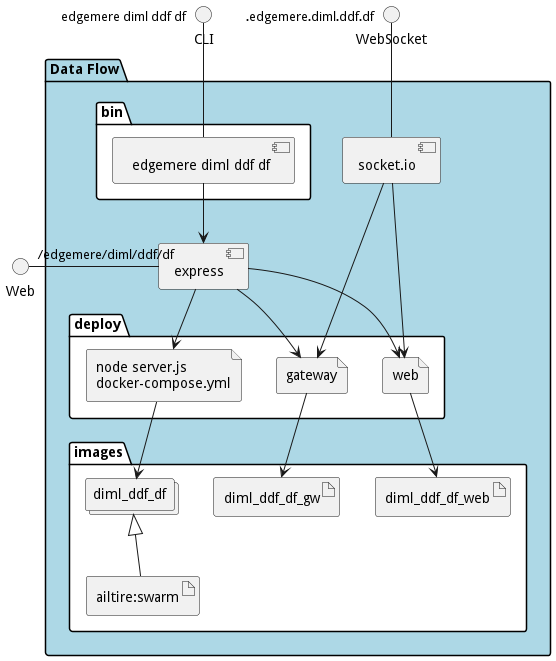 edgemere diml ddf df
.edgemere.diml.ddf.df
CLI
WebSocket
Data Flow
bin
edgemere diml ddf df
socket.io
/edgemere/diml/ddf/df
Web
express
deploy
node server.js
docker-compose.yml
gateway
web
images
diml_ddf_df
diml_ddf_df_gw
diml_ddf_df_web
ailtire:swarm